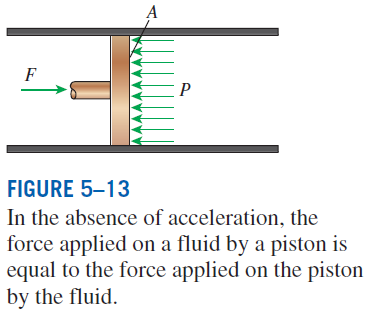 A
F
P
FIGURE 5–13
In the absence of acceleration, the
force applied on a fluid by a piston is
equal to the force applied on the piston
by the fluid.